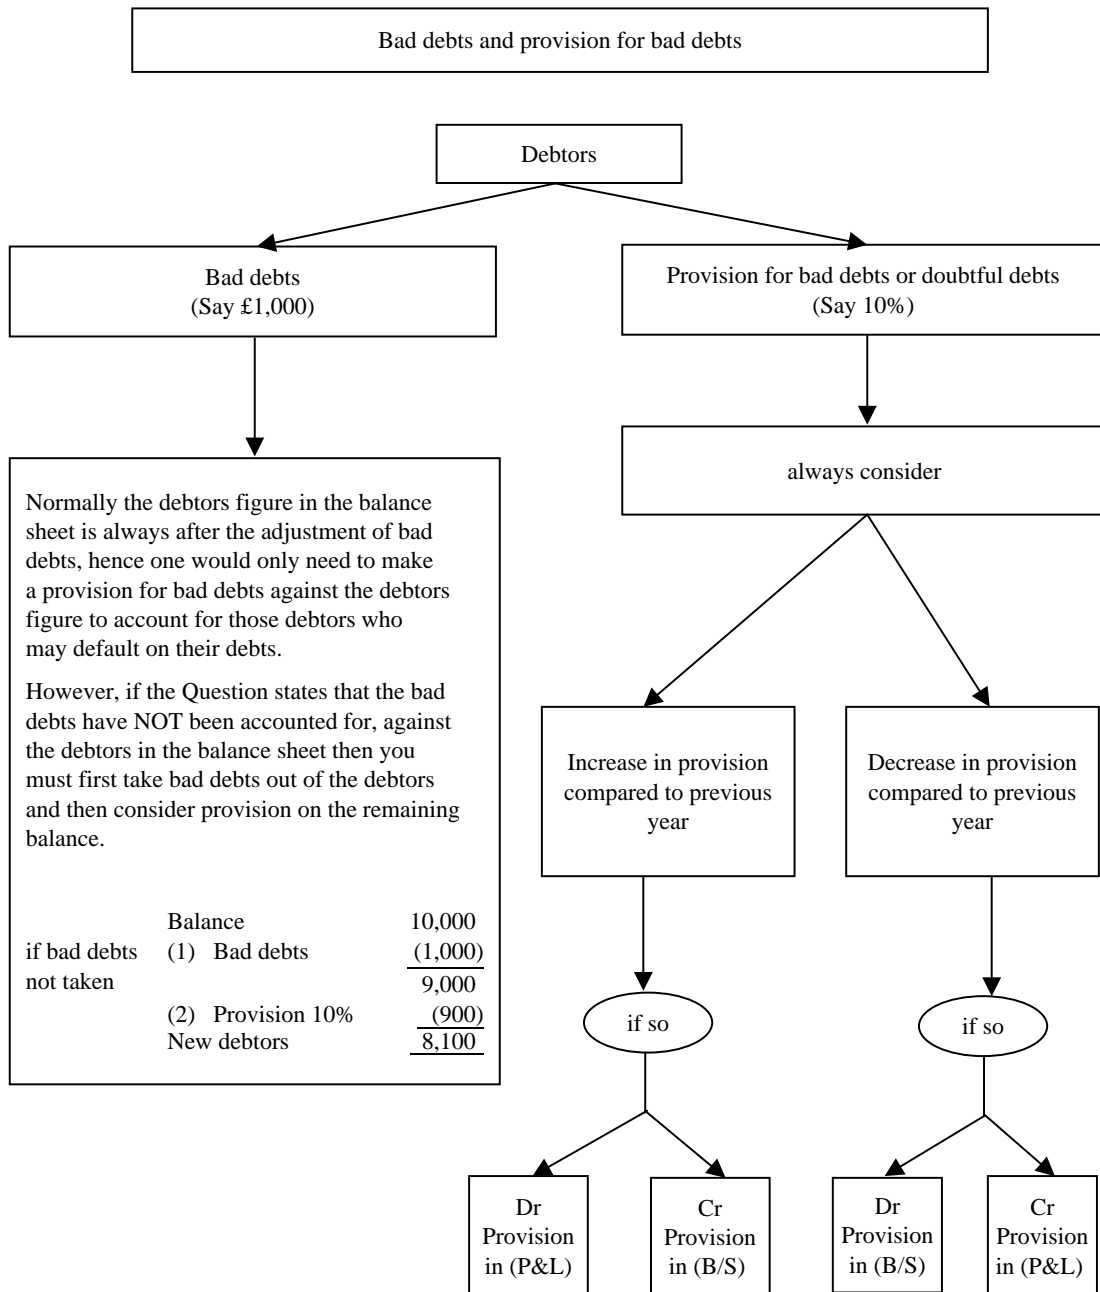 Bad debts and provision for bad debts
Debtors
Bad debts
(Say £1,000)
Provision for bad debts or doubtful debts
(Say 10%)
always consider
Normally the debtors figure in the balance
sheet is always after the adjustment of bad
debts, hence one would only need to make
a provision for bad debts against the debtors
figure to account for those debtors who
may default on their debts.
However, if the Question states that the bad
debts have NOT been accounted for, against
the debtors in the balance sheet then you
must first take bad debts out of the debtors
and then consider provision on the remaining
balance.
Balance 10,000
if bad debts (1) Bad debts (1,000)
not taken 9,000
(2) Provision 10% (900)
New debtors 8,100
Increase in provision
compared to previous
year
Decrease in provision
compared to previous
year
if so
if so
Dr
Provision
in (P&L)
Cr
Provision
in (B/S)
Dr
Provision
in (B/S)
Cr
Provision
in (P&L)